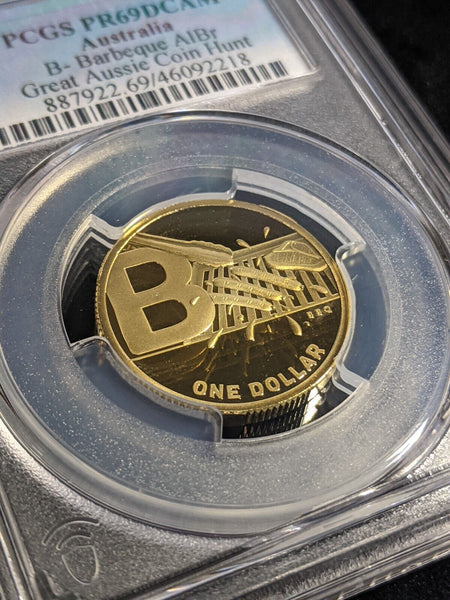 PCGS PR69DCAM
Australia
B- Barbeque AlBr
Great Aussie Coin Hunt
887922.69/46092218
B
BBQ
ONE DOLLAR